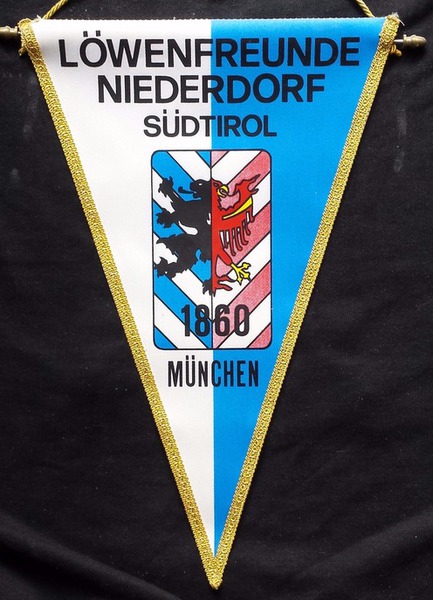 LÖWENFREUNDE
NIEDERDORF
SÜDTIROL
1860
MÜNCHEN